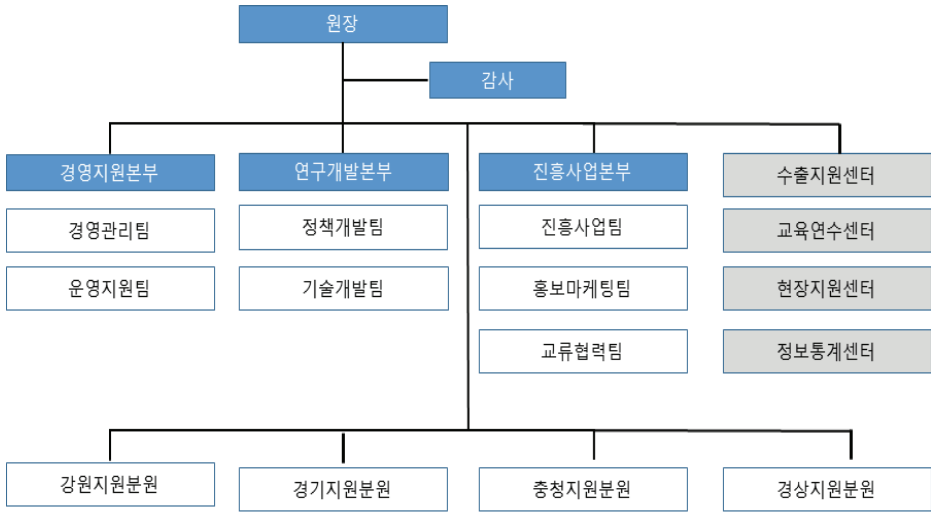 원장
감사
경영지원본부
연구개발본부
진흥사업본부
수출지원센터
경영관리팀
정책개발팀
진흥사업팀
교육연수센터
운영지원팀
기술개발팀
홍보마케팅팀
현장지원센터
교류협력팀
정보통계센터
강원지원분원
경기지원분원
충청지원분원
경상지원분원